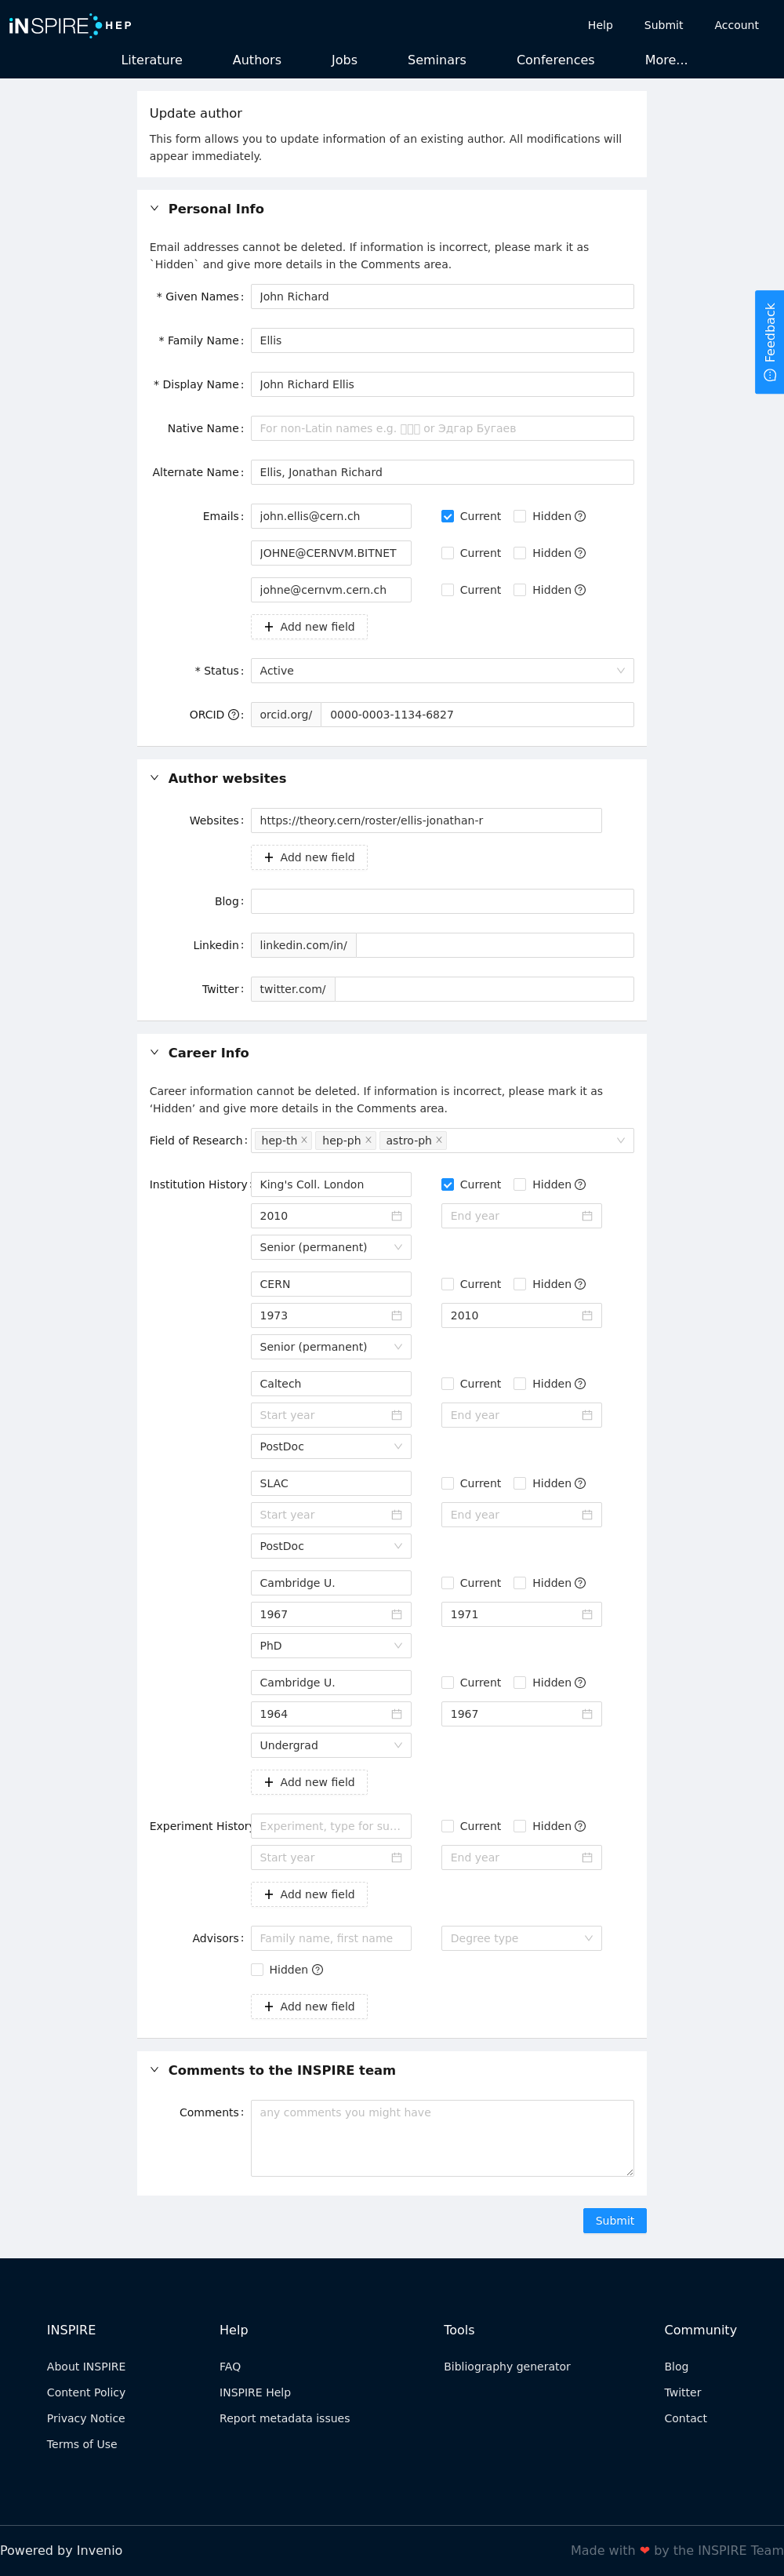 iNSPIRE HEP
Help Submit Account
Literature Authors Jobs Seminars Conferences More...
Update author
This form allows you to update information of an existing author. All modifications will
appear immediately.
Personal Info
Email addresses cannot be deleted. If information is incorrect, please mark it as
`Hidden` and give more details in the Comments area.
* Given Names: John Richard
Feedback
* Family Name: Ellis
* Display Name: John Richard Ellis
Native Name: For non-Latin names e.g. or Эдгар Бугаев
Alternate Name: Ellis, Jonathan Richard
Emails: john.ellis@cern.ch Current Hidden
JOHNE@CERNVM.BITNET Current Hidden
johne@cernvm.cern.ch Current Hidden
+ Add new field
* Status: Active
ORCID : orcid.org/ 0000-0003-1134-6827
Author websites
Websites: https://theory.cern/roster/ellis-jonathan-r
+ Add new field
Blog:
Linkedin: linkedin.com/in/
Twitter: twitter.com/
Career Info
Career information cannot be deleted. If information is incorrect, please mark it as
‘Hidden’ and give more details in the Comments area.
Field of Research: hep-th × hep-ph × astro-ph ×
Institution History: King's Coll. London Current Hidden
2010 End year
Senior (permanent)
CERN Current Hidden
1973 2010
Senior (permanent)
Caltech Current Hidden
Start year End year
PostDoc
SLAC Current Hidden
Start year End year
PostDoc
Cambridge U. Current Hidden
1967 1971
PhD
Cambridge U. Current Hidden
1964 1967
Undergrad
+ Add new field
Experiment History Experiment, type for su... Current Hidden
Start year End year
+ Add new field
Advisors: Family name, first name Degree type
Hidden
+ Add new field
Comments to the INSPIRE team
Comments: any comments you might have
Submit
INSPIRE Help Tools Community
About INSPIRE FAQ Bibliography generator Blog
Content Policy INSPIRE Help Twitter
Privacy Notice Report metadata issues Contact
Terms of Use
Powered by Invenio Made with ❤ by the INSPIRE Team